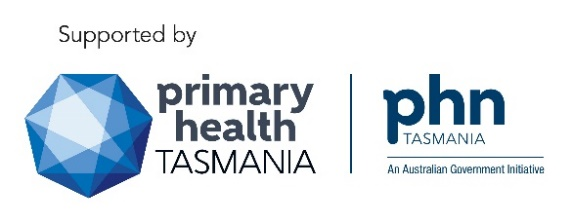 Supported by
primary
health
TASMANIA
phn
TASMANIA
An Australian Government Initiative